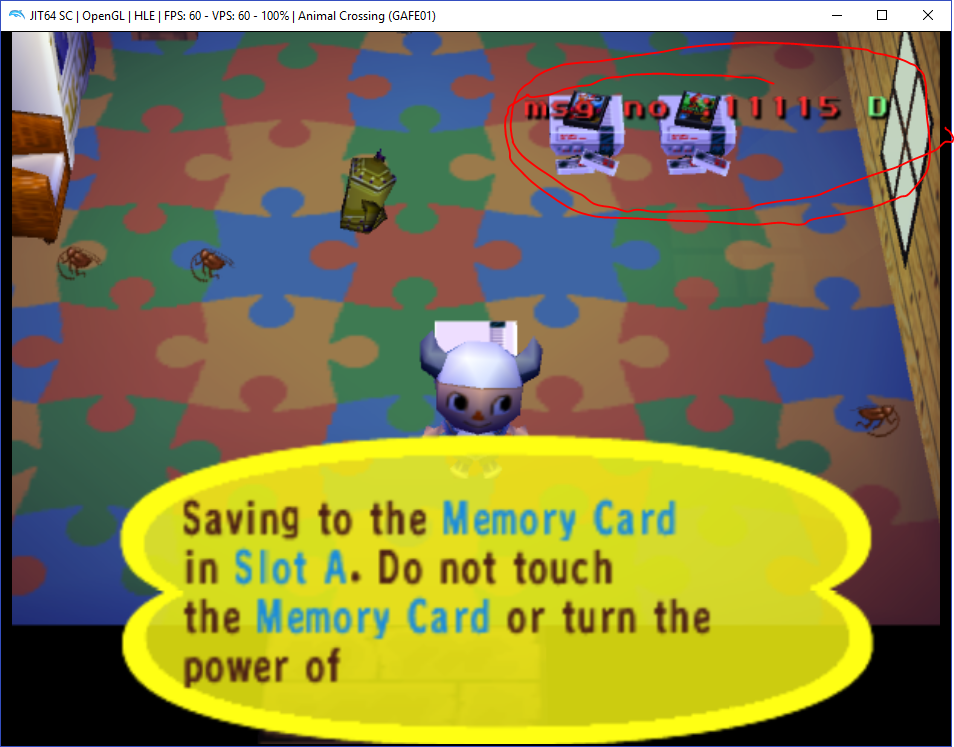 JIT64 SC | OpenGL | HLE | FPS: 60 - VPS: 60 - 100% | Animal Crossing (GAFE01)
msg no. 11115 D
Saving to the Memory Card
in Slot A. Do not touch
the Memory Card or turn the
power of